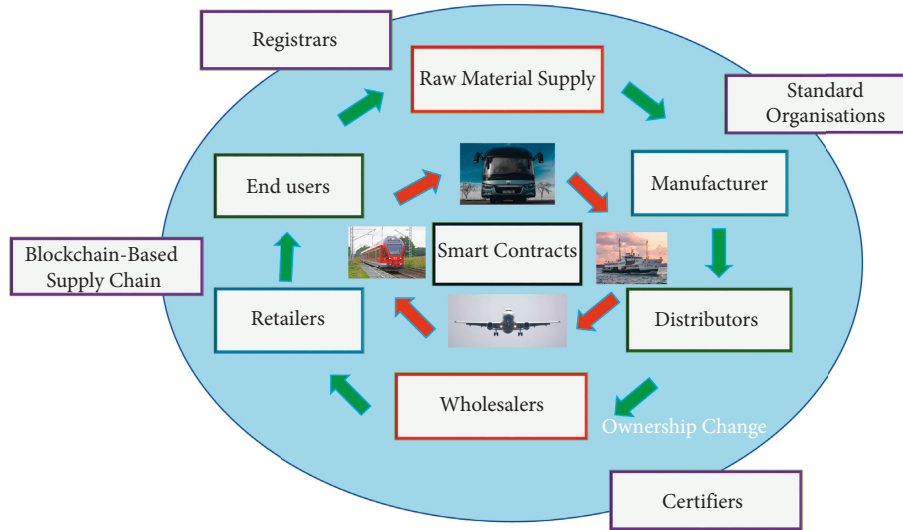 Registrars
Raw Material Supply
Standard
Organisations
End users
Manufacturer
Blockchain-Based
Supply Chain
Smart Contracts
Retailers
Distributors
Wholesalers
Ownership Change
Certifiers